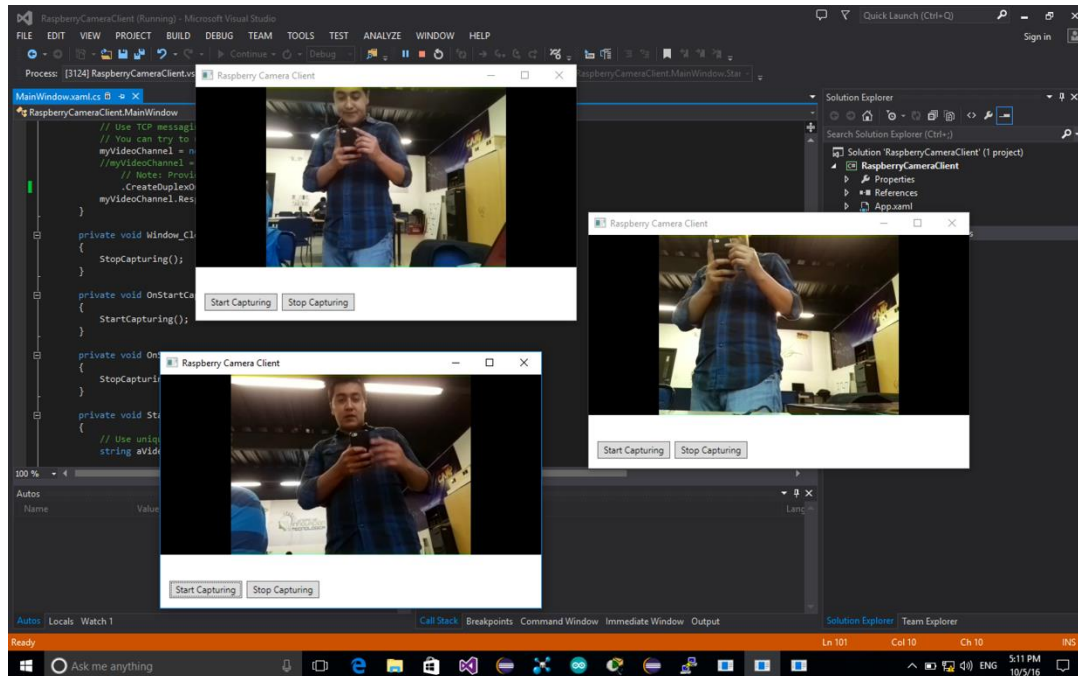 RaspberryCameraClient (Running) - Microsoft Visual Studio
Quick Launch (Ctrl+Q)
FILE EDIT VIEW PROJECT BUILD DEBUG TEAM TOOLS TEST ANALYZE WINDOW HELP
Sign in
Continue
Debug
Process: [3124] RaspberryCameraClient.vs
RaspberryCameraClient.MainWindow.Star
Raspberry Camera Client
Start Capturing Stop Capturing
MainWindow.xaml.cs
RaspberryCameraClient.MainWindow
// Use TCP messagin
// You can try to
myVideoChannel = n
//myVideoChannel =
// Note: Provi
.CreateDuplexO
myVideoChannel.Res
}
private void Window_Cl
{
StopCapturing();
}
private void OnStartCa
{
StartCapturing();
}
private void OnS
{
StopCapturi
}
private void Sta
{
// Use uniq
string aVide
100 %
Raspberry Camera Client
Start Capturing Stop Capturing
Raspberry Camera Client
Start Capturing Stop Capturing
Solution Explorer
Search Solution Explorer (Ctrl+;)
Solution 'RaspberryCameraClient' (1 project)
RaspberryCameraClient
Properties
References
App.xaml
Autos
Name Value
Lang
Autos Locals Watch 1
Call Stack Breakpoints Command Window Immediate Window Output
Solution Explorer Team Explorer
Ready
Ln 101 Col 10 Ch 10 INS
Ask me anything
ENG
5:11 PM
10/5/16